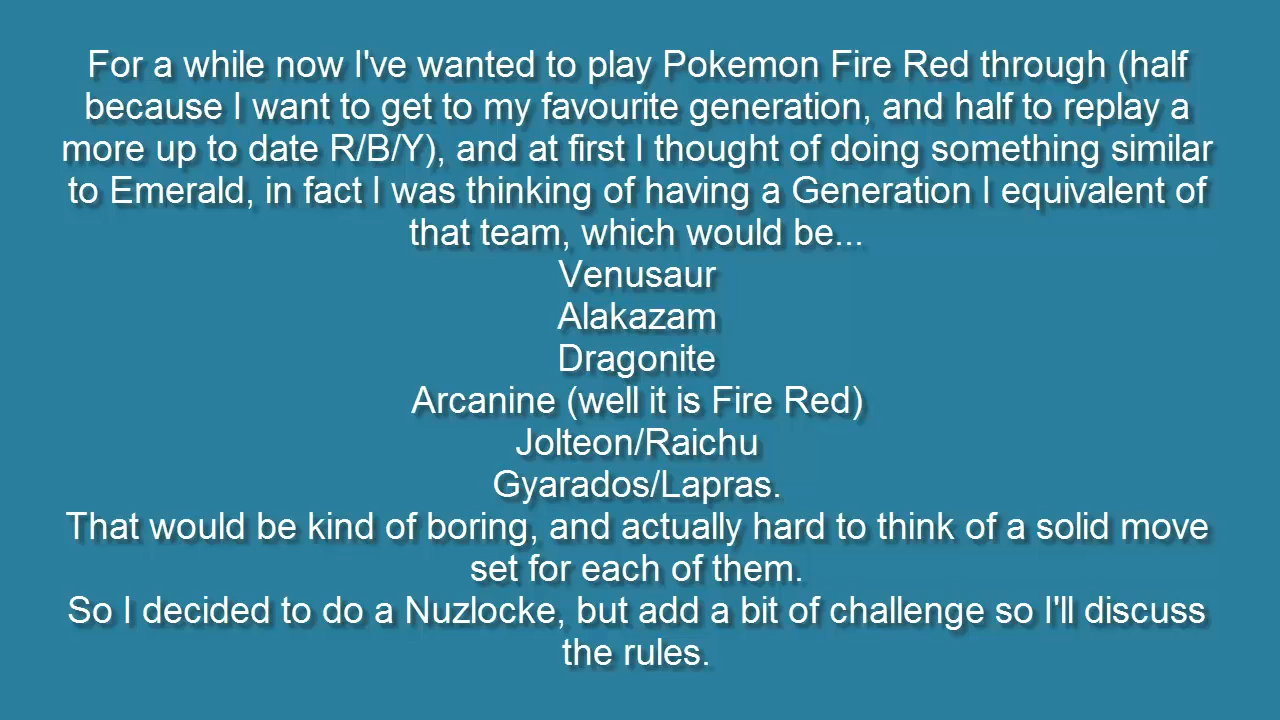 For a while now I've wanted to play Pokemon Fire Red through (half
because I want to get to my favourite generation, and half to replay a
more up to date R/B/Y), and at first I thought of doing something similar
to Emerald, in fact I was thinking of having a Generation I equivalent of
that team, which would be...
Venusaur
Alakazam
Dragonite
Arcanine (well it is Fire Red)
Jolteon/Raichu
Gyarados/Lapras.
That would be kind of boring, and actually hard to think of a solid move
set for each of them.
So I decided to do a Nuzlocke, but add a bit of challenge so I'll discuss
the rules.